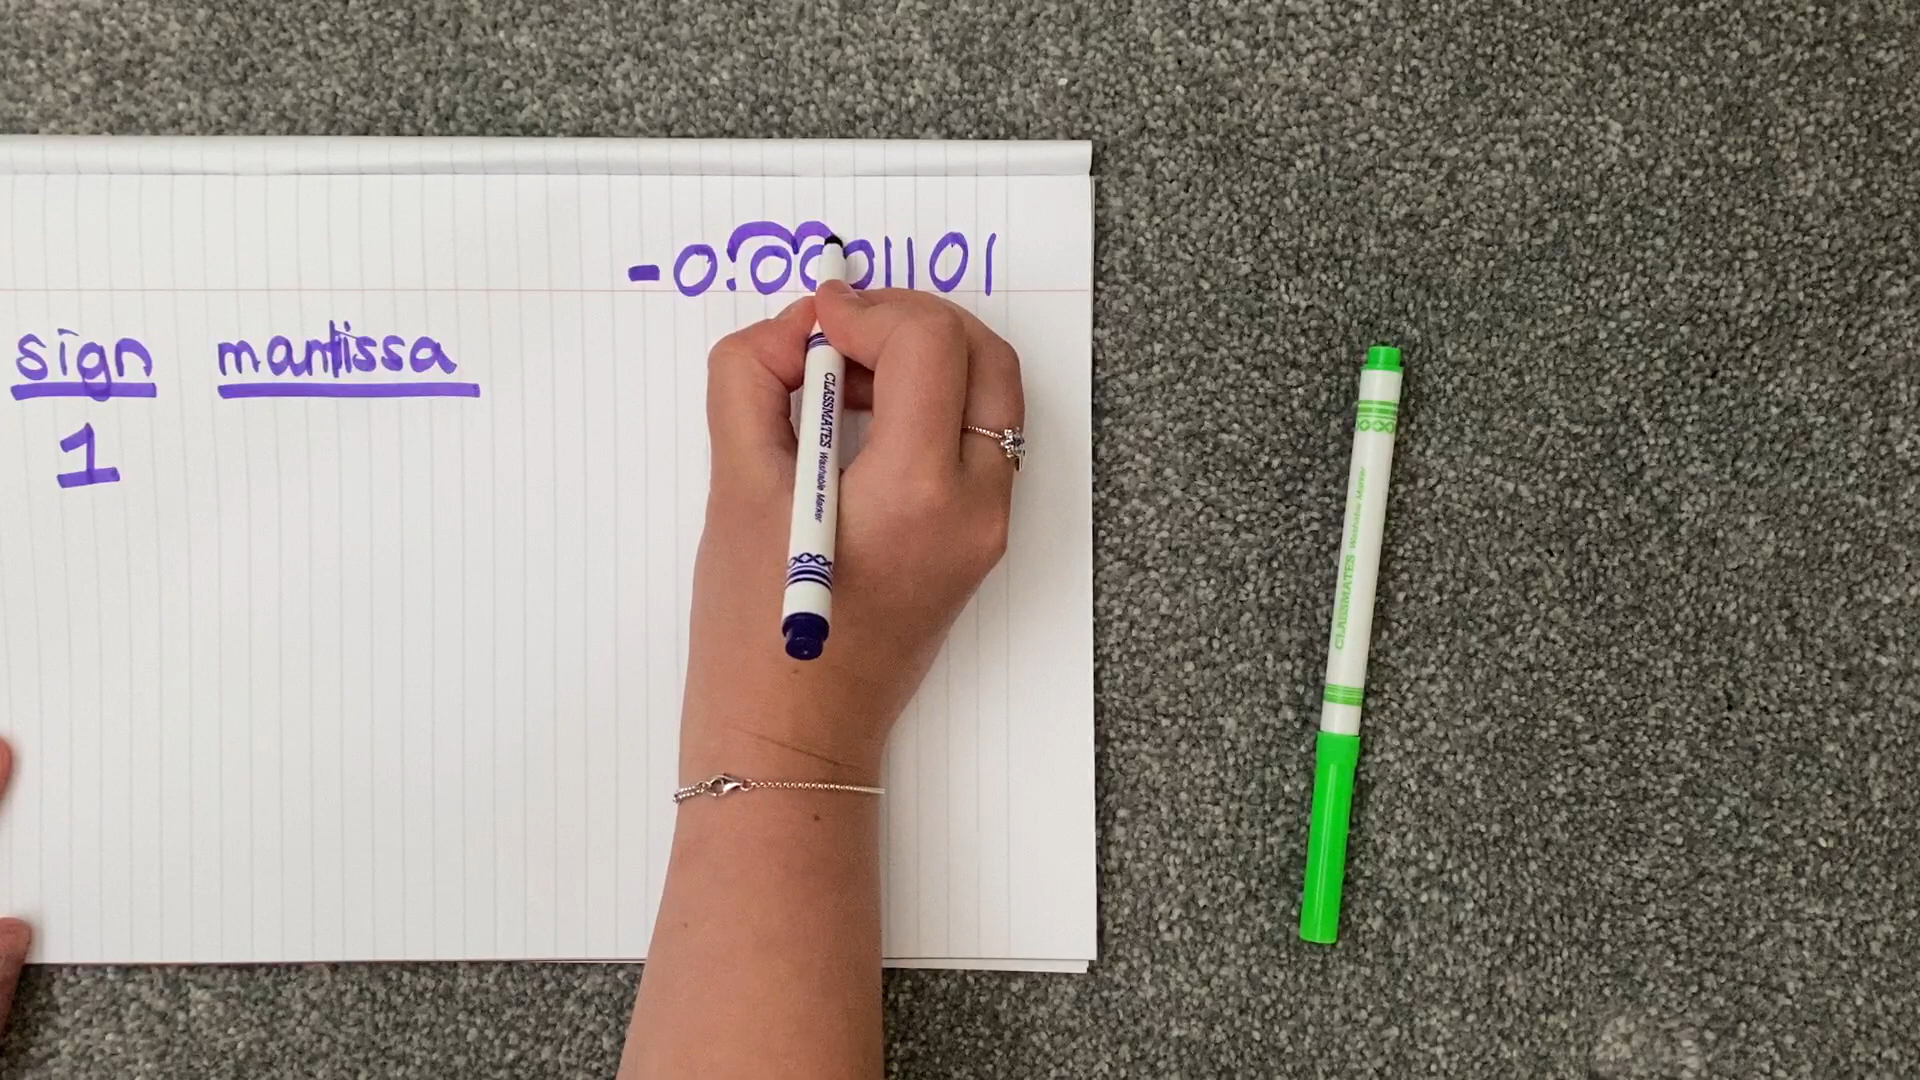 -0.0001101
sign mantissa
1
CLASSMATES Washable Marker
CLASSMATES Washable Marker